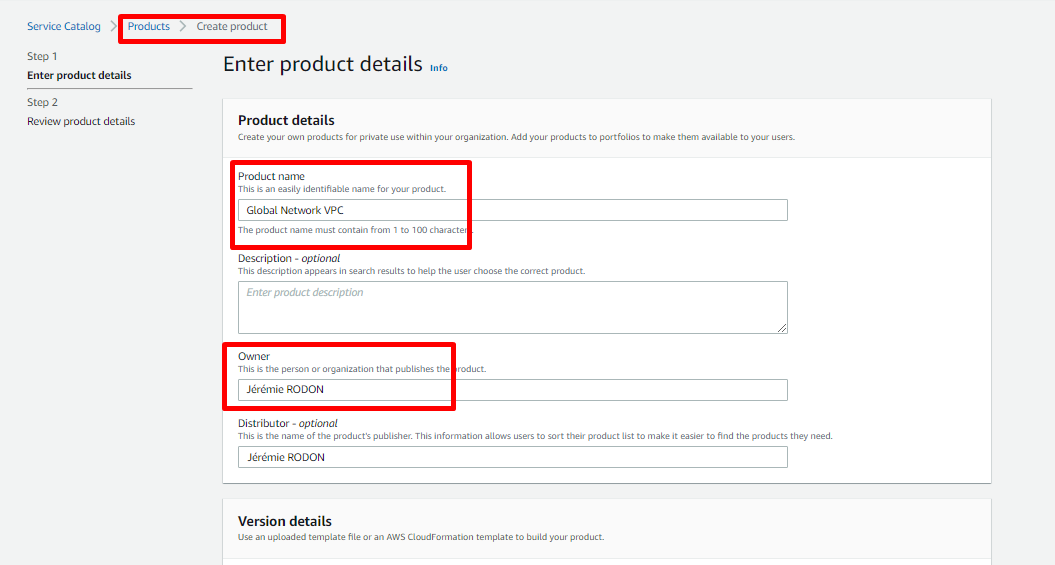 Service Catalog > Products > Create product
Step 1
Enter product details
Step 2
Review product details
Enter product details Info
Product details
Create your own products for private use within your organization. Add your products to portfolios to make them available to your users.
Product name
This is an easily identifiable name for your product.
Global Network VPC
The product name must contain from 1 to 100 characters.
Description - optional
This description appears in search results to help the user choose the correct product.
Enter product description
Owner
This is the person or organization that publishes the product.
Jérémie RODON
Distributor - optional
This is the name of the product's publisher. This information allows users to sort their product list to make it easier to find the products they need.
Jérémie RODON
Version details
Use an uploaded template file or an AWS CloudFormation template to build your product.